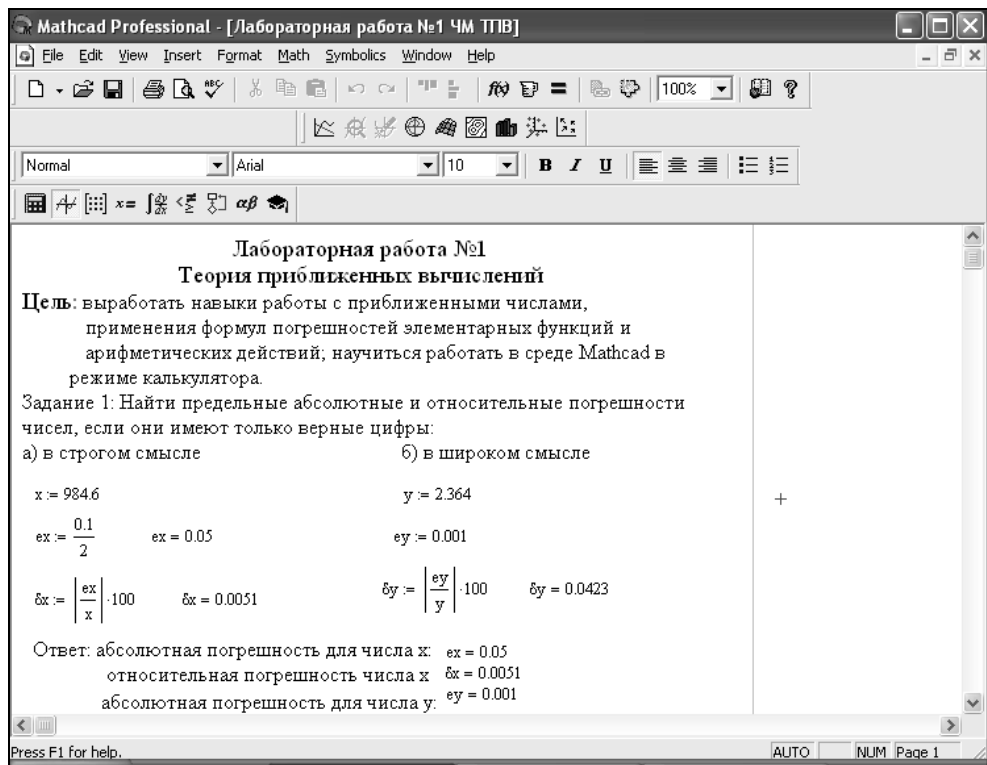 Mathcad Professional - [Лабораторная работа №1 ЧМ ТПВ]
File Edit View Insert Format Math Symbolics Window Help
100%
Normal Arial 10 B I U
x= αβ
Лабораторная работа №1
Теория приближенных вычислений
Цель: выработать навыки работы с приближенными числами,
применения формул погрешностей элементарных функций и
арифметических действий; научиться работать в среде Mathcad в
режиме калькулятора.
Задание 1: Найти предельные абсолютные и относительные погрешности
чисел, если они имеют только верные цифры:
а) в строгом смысле б) в широком смысле
x := 984.6 y := 2.364
ex := 0.1/2 ex = 0.05 ey := 0.001
δx := |ex/x|·100 δx = 0.0051 δy := |ey/y|·100 δy = 0.0423
Ответ: абсолютная погрешность для числа x: ex = 0.05
относительная погрешность числа x δx = 0.0051
абсолютная погрешность для числа y: ey = 0.001
Press F1 for help. AUTO NUM Page 1